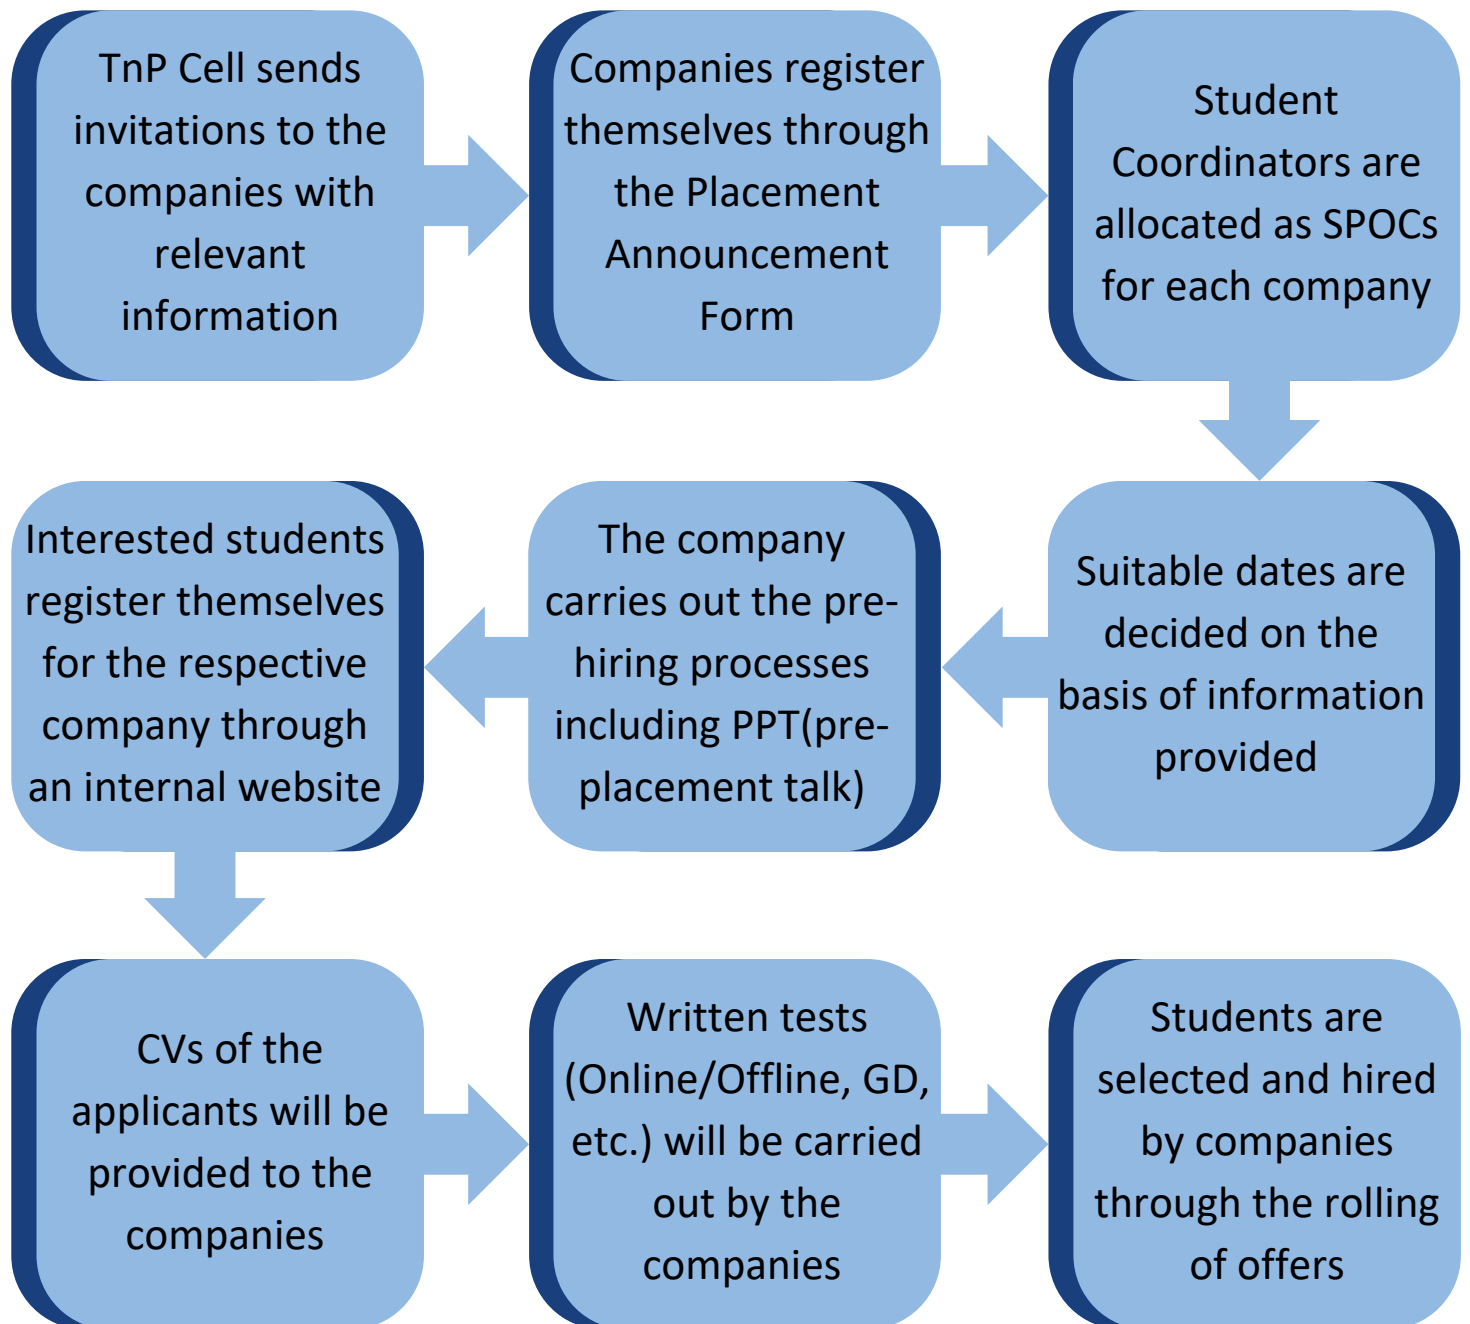 TnP Cell sends
invitations to the
companies with
relevant
information
Companies register
themselves through
the Placement
Announcement
Form
Student
Coordinators are
allocated as SPOCs
for each company
Suitable dates are
decided on the
basis of information
provided
The company
carries out the pre-
hiring processes
including PPT(pre-
placement talk)
Interested students
register themselves
for the respective
company through
an internal website
CVs of the
applicants will be
provided to the
companies
Written tests
(Online/Offline, GD,
etc.) will be carried
out by the
companies
Students are
selected and hired
by companies
through the rolling
of offers